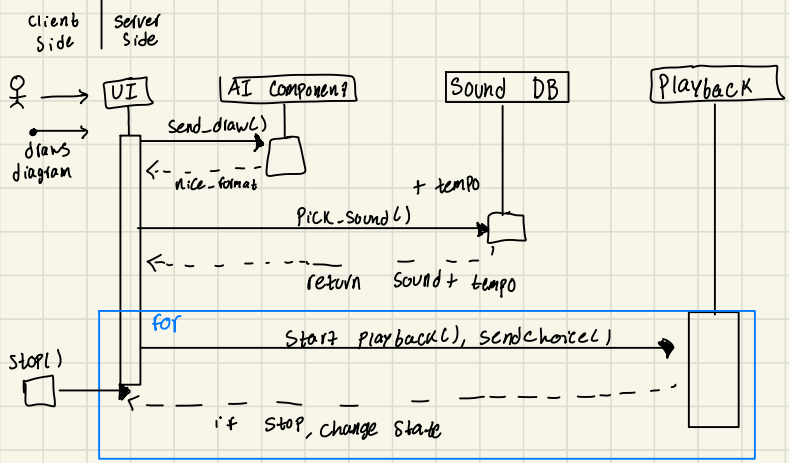 client
side
Server
side
UI
AI Component?
Sound DB
Playback
draws
diagram
send_draw()
nice_format
+ tempo
Pick_sound()
return sound + tempo
for
Start playback(), sendchoice()
Stop()
if stop, change state